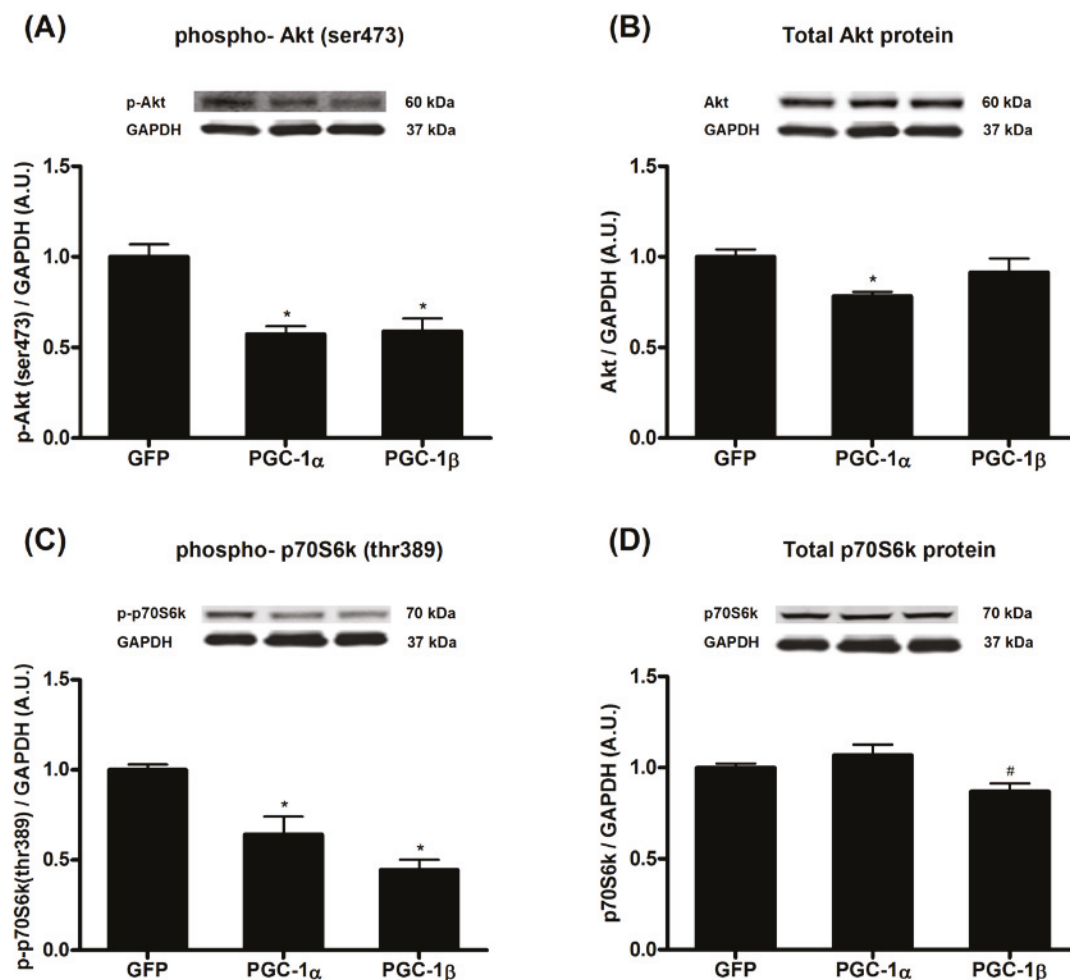 (A)
phospho- Akt (ser473)
p-Akt
60 kDa
GAPDH
37 kDa
p-Akt (ser473) / GAPDH (A.U.)
1.5
1.0
0.5
0.0
*
*
GFP
PGC-1α
PGC-1β
(B)
Total Akt protein
Akt
60 kDa
GAPDH
37 kDa
Akt / GAPDH (A.U.)
1.5
1.0
0.5
0.0
*
GFP
PGC-1α
PGC-1β
(C)
phospho- p70S6k (thr389)
p-p70S6k
70 kDa
GAPDH
37 kDa
p-p70S6k(thr389) / GAPDH (A.U.)
1.5
1.0
0.5
0.0
*
*
GFP
PGC-1α
PGC-1β
(D)
Total p70S6k protein
p70S6k
70 kDa
GAPDH
37 kDa
p70S6k / GAPDH (A.U.)
1.5
1.0
0.5
0.0
#
GFP
PGC-1α
PGC-1β